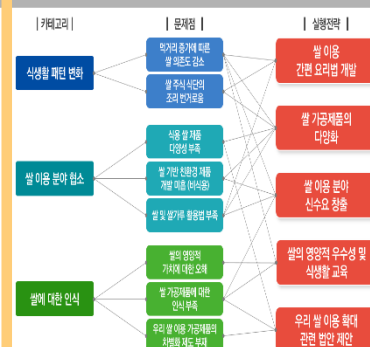 | 카테고리 |
| 문제점 |
| 실행전략 |
식생활 패턴 변화
먹거리 증가에 따른
쌀 의존도 감소
쌀 주식 식단의
조리 번거로움
쌀 이용 분야 협소
식용 쌀 제품
다양성 부족
쌀 기반 친환경 제품
개발 미흡 (비식용)
쌀 및 쌀가루 활용법 부족
쌀에 대한 인식
쌀의 영양적
가치에 대한 오해
쌀 가공제품에 대한
인식 부족
우리 쌀 이용 가공제품의
차별화 제도 부재
쌀 이용
간편 요리법 개발
쌀 가공제품의
다양화
쌀 이용 분야
신수요 창출
쌀의 영양적 우수성 및
식생활 교육
우리 쌀 이용 확대
관련 법안 제안